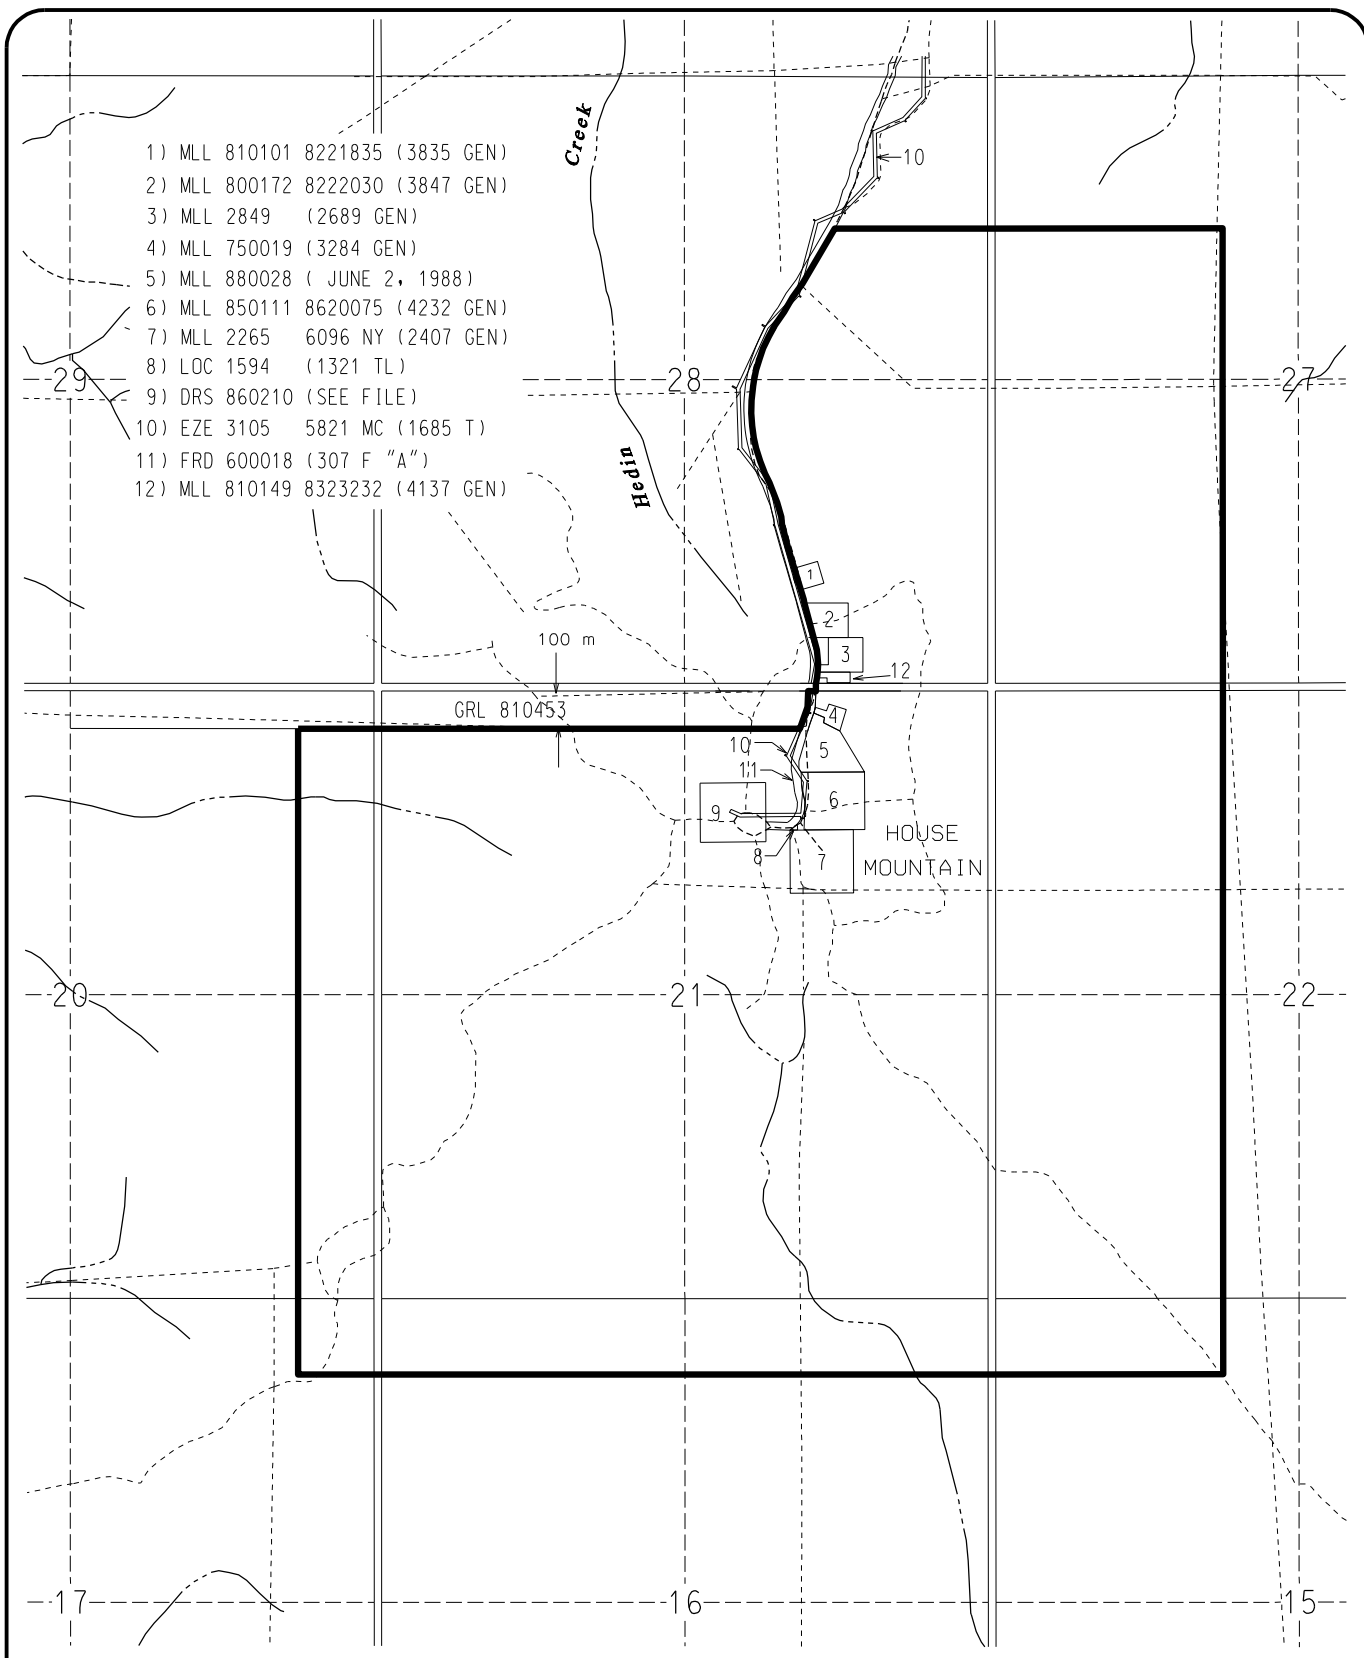 Creek
10
1) MLL 810101 8221835 (3835 GEN)
2) MLL 800172 8222030 (3847 GEN)
3) MLL 2849 (2689 GEN)
4) MLL 750019 (3284 GEN)
5) MLL 880028 ( JUNE 2, 1988)
6) MLL 850111 8620075 (4232 GEN)
7) MLL 2265 6096 NY (2407 GEN)
8) LOC 1594 (1321 TL)
9) DRS 860210 (SEE FILE)
10) EZE 3105 5821 MC (1685 T)
11) FRD 600018 (307 F "A")
12) MLL 810149 8323232 (4137 GEN)
29 28 27
Hedin
1
2
100 m
3
12
GRL 810453
4
10
5
11
6
9
HOUSE
8
7
MOUNTAIN
20 21 22
17 16 15